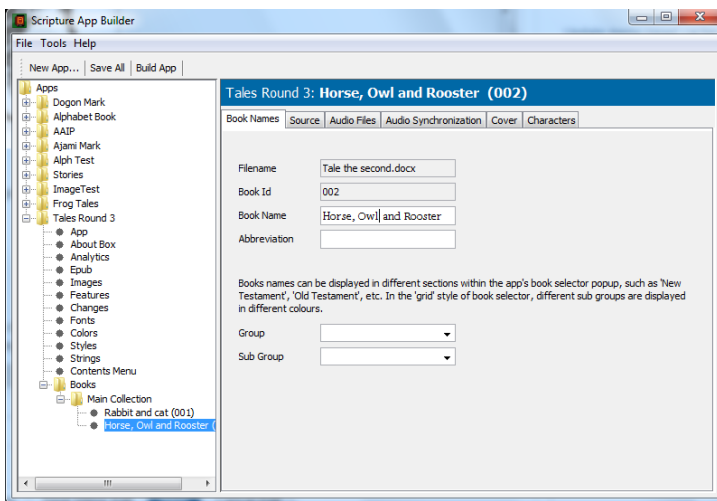 Scripture App Builder
File Tools Help
New App... Save All Build App
Apps
Dogon Mark
Alphabet Book
AAIP
Ajami Mark
Alph Test
Stories
ImageTest
Frog Tales
Tales Round 3
App
About Box
Analytics
Epub
Images
Features
Changes
Fonts
Colors
Styles
Strings
Contents Menu
Books
Main Collection
Rabbit and cat (001)
Horse, Owl and Rooster (
Tales Round 3: Horse, Owl and Rooster (002)
Book Names Source Audio Files Audio Synchronization Cover Characters
Filename Tale the second.docx
Book Id 002
Book Name Horse, Owl and Rooster
Abbreviation
Books names can be displayed in different sections within the app's book selector popup, such as 'New
Testament', 'Old Testament', etc. In the 'grid' style of book selector, different sub groups are displayed
in different colours.
Group
Sub Group